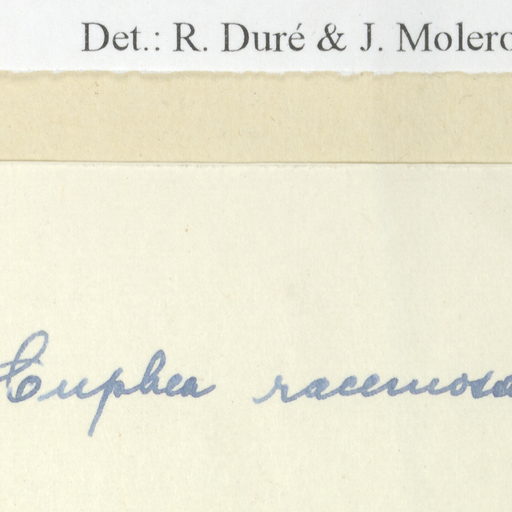 Det.: R. Duré & J. Molero
Cuphea racemosa